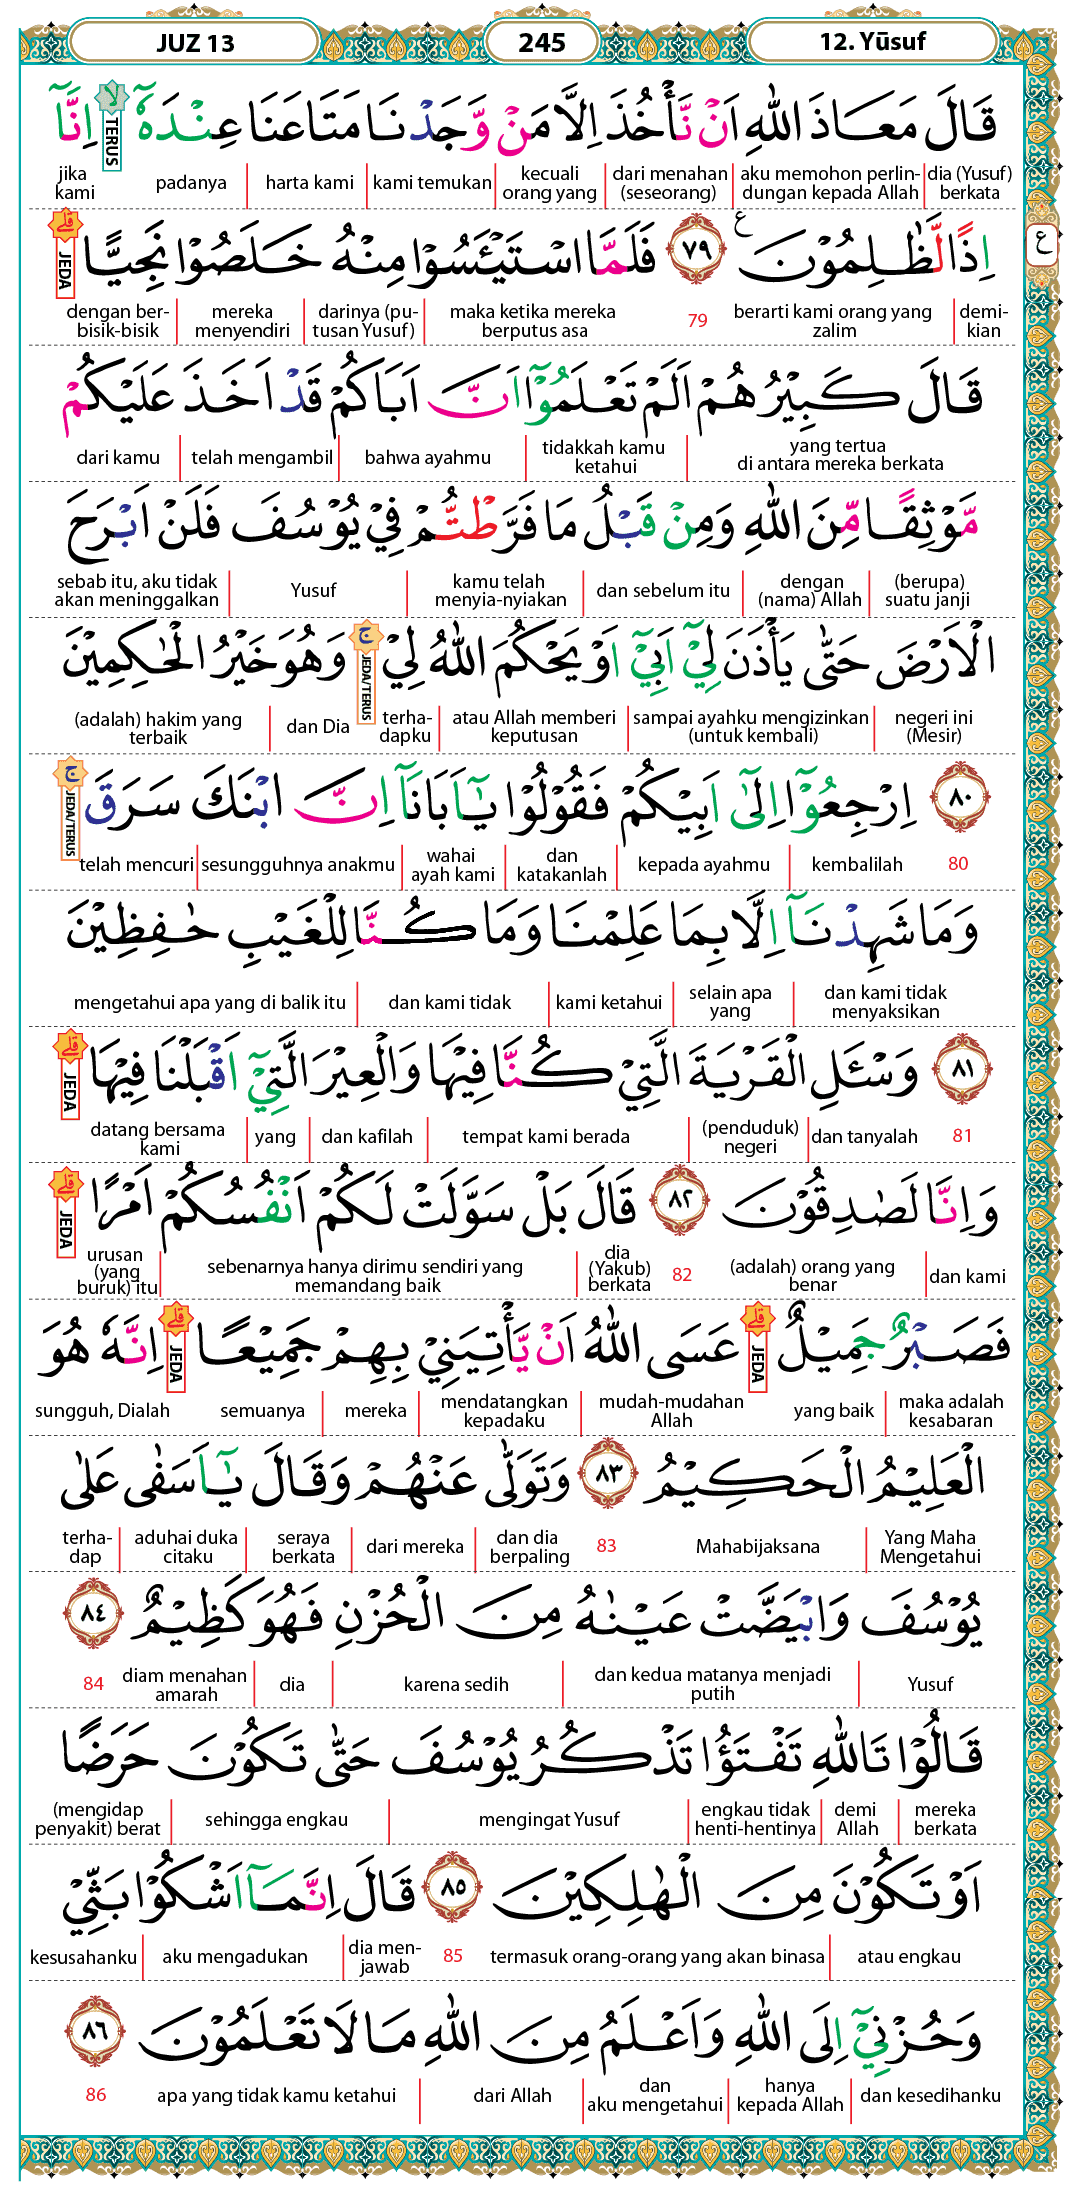 JUZ 13
245
12. Yūsuf
قَالَ مَعَاذَ اللّٰهِ اَنْ نَّأْخُذَ اِلَّا مَنْ وَّجَدْنَا مَتَاعَنَا عِنْدَهٗٓ ۙ اِنَّآ
TERUS
dia (Yusuf) berkata
aku memohon perlin-dungan kepada Allah
dari menahan (seseorang)
kecuali orang yang
kami temukan
harta kami
padanya
jika kami
ع
اِذًا لَّظٰلِمُوْنَ ࣖ ٧٩ فَلَمَّا اسْتَيْـَٔسُوْا مِنْهُ خَلَصُوْا نَجِيًّا ۗ
JEDA
demi-kian
berarti kami orang yang zalim
79
maka ketika mereka berputus asa
darinya (pu-tusan Yusuf)
mereka menyendiri
dengan ber-bisik-bisik
قَالَ كَبِيْرُهُمْ اَلَمْ تَعْلَمُوْٓا اَنَّ اَبَاكُمْ قَدْ اَخَذَ عَلَيْكُمْ
yang tertua di antara mereka berkata
tidakkah kamu ketahui
bahwa ayahmu
telah mengambil
dari kamu
مَّوْثِقًا مِّنَ اللّٰهِ وَمِنْ قَبْلُ مَا فَرَّطْتُّمْ فِيْ يُوْسُفَ فَلَنْ اَبْرَحَ
(berupa) suatu janji
dengan (nama) Allah
dan sebelum itu
kamu telah menyia-nyiakan
Yusuf
sebab itu, aku tidak akan meninggalkan
الْاَرْضَ حَتّٰى يَأْذَنَ لِيْٓ اَبِيْٓ اَوْ يَحْكُمَ اللّٰهُ لِيْ ۚ وَهُوَ خَيْرُ الْحٰكِمِيْنَ
JEDA/TERUS
negeri ini (Mesir)
sampai ayahku mengizinkan (untuk kembali)
atau Allah memberi keputusan
terha-dapku
dan Dia
(adalah) hakim yang terbaik
٨٠ اِرْجِعُوْٓا اِلٰٓى اَبِيْكُمْ فَقُوْلُوْا يٰٓاَبَانَآ اِنَّ ابْنَكَ سَرَقَ ۚ
JEDA/TERUS
80
kembalilah
kepada ayahmu
dan katakanlah
wahai ayah kami
sesungguhnya anakmu
telah mencuri
وَمَا شَهِدْنَآ اِلَّا بِمَا عَلِمْنَا وَمَا كُنَّا لِلْغَيْبِ حٰفِظِيْنَ
dan kami tidak menyaksikan
selain apa yang
kami ketahui
dan kami tidak
mengetahui apa yang di balik itu
٨١ وَسْـَٔلِ الْقَرْيَةَ الَّتِيْ كُنَّا فِيْهَا وَالْعِيْرَ الَّتِيْٓ اَقْبَلْنَا فِيْهَا ۗ
JEDA
81
dan tanyalah
(penduduk) negeri
tempat kami berada
dan kafilah
yang
datang bersama kami
وَاِنَّا لَصٰدِقُوْنَ ٨٢ قَالَ بَلْ سَوَّلَتْ لَكُمْ اَنْفُسُكُمْ اَمْرًا ۗ
JEDA
dan kami
(adalah) orang yang benar
82
dia (Yakub) berkata
sebenarnya hanya dirimu sendiri yang memandang baik
urusan (yang buruk) itu
فَصَبْرٌ جَمِيْلٌ ۗ عَسَى اللّٰهُ اَنْ يَّأْتِيَنِيْ بِهِمْ جَمِيْعًا ۗ اِنَّهٗ هُوَ
JEDA
JEDA
maka adalah kesabaran
yang baik
mudah-mudahan Allah
mendatangkan kepadaku
mereka
semuanya
sungguh, Dialah
الْعَلِيْمُ الْحَكِيْمُ ٨٣ وَتَوَلّٰى عَنْهُمْ وَقَالَ يٰٓاَسَفٰى عَلٰى
Yang Maha Mengetahui
Mahabijaksana
83
dan dia berpaling
dari mereka
seraya berkata
aduhai duka citaku
terha-dap
يُوْسُفَ وَابْيَضَّتْ عَيْنٰهُ مِنَ الْحُزْنِ فَهُوَ كَظِيْمٌ ٨٤
Yusuf
dan kedua matanya menjadi putih
karena sedih
dia
diam menahan amarah
84
قَالُوْا تَاللّٰهِ تَفْتَؤُا تَذْكُرُ يُوْسُفَ حَتّٰى تَكُوْنَ حَرَضًا
mereka berkata
demi Allah
engkau tidak henti-hentinya
mengingat Yusuf
sehingga engkau
(mengidap penyakit) berat
اَوْ تَكُوْنَ مِنَ الْهٰلِكِيْنَ ٨٥ قَالَ اِنَّمَآ اَشْكُوْا بَثِّيْ
atau engkau
termasuk orang-orang yang akan binasa
85
dia men-jawab
aku mengadukan
kesusahanku
وَحُزْنِيْٓ اِلَى اللّٰهِ وَاَعْلَمُ مِنَ اللّٰهِ مَا لَا تَعْلَمُوْنَ ٨٦
dan kesedihanku
hanya kepada Allah
dan aku mengetahui
dari Allah
apa yang tidak kamu ketahui
86